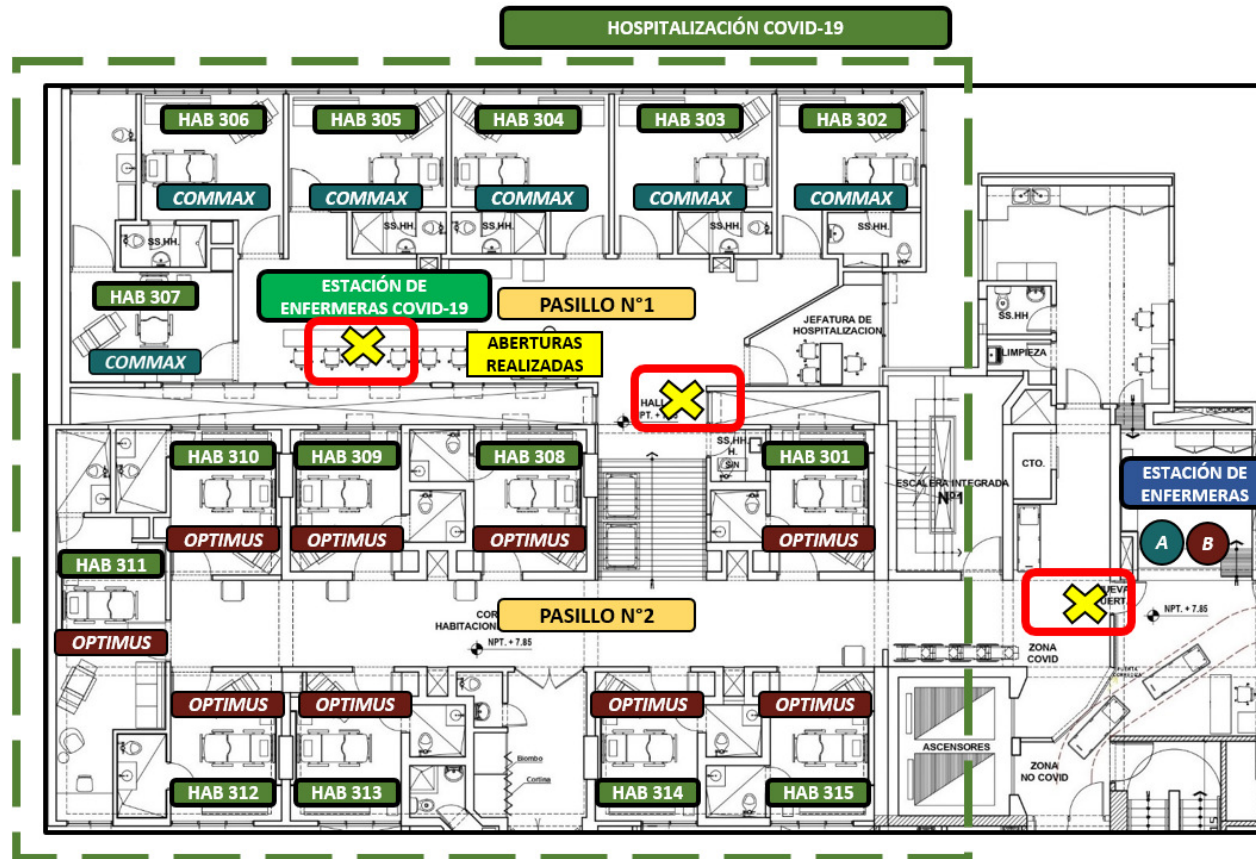 HOSPITALIZACIÓN COVID-19
HAB 306
HAB 305
HAB 304
HAB 303
HAB 302
COMMAX
COMMAX
COMMAX
COMMAX
COMMAX
SS.HH.
SS.HH.
SS.HH.
SS.HH.
SS.HH.
HAB 307
COMMAX
ESTACIÓN DE
ENFERMERAS COVID-19
PASILLO N°1
ABERTURAS
REALIZADAS
JEFATURA DE
HOSPITALIZACION
SS.HH
LIMPIEZA
HALL
HAB 310
HAB 309
HAB 308
SS.HH.
H.
HAB 301
OPTIMUS
OPTIMUS
OPTIMUS
OPTIMUS
ESCALERA INTEGRADA
N°1
CTO.
ESTACIÓN DE
ENFERMERAS
A
B
HAB 311
OPTIMUS
PASILLO N°2
HABITACION
NPT. + 7.85
NPT. + 7.85
ZONA
COVID
OPTIMUS
OPTIMUS
OPTIMUS
OPTIMUS
HAB 312
HAB 313
HAB 314
HAB 315
Biombo
Cortina
ASCENSORES
ZONA
NO COVID